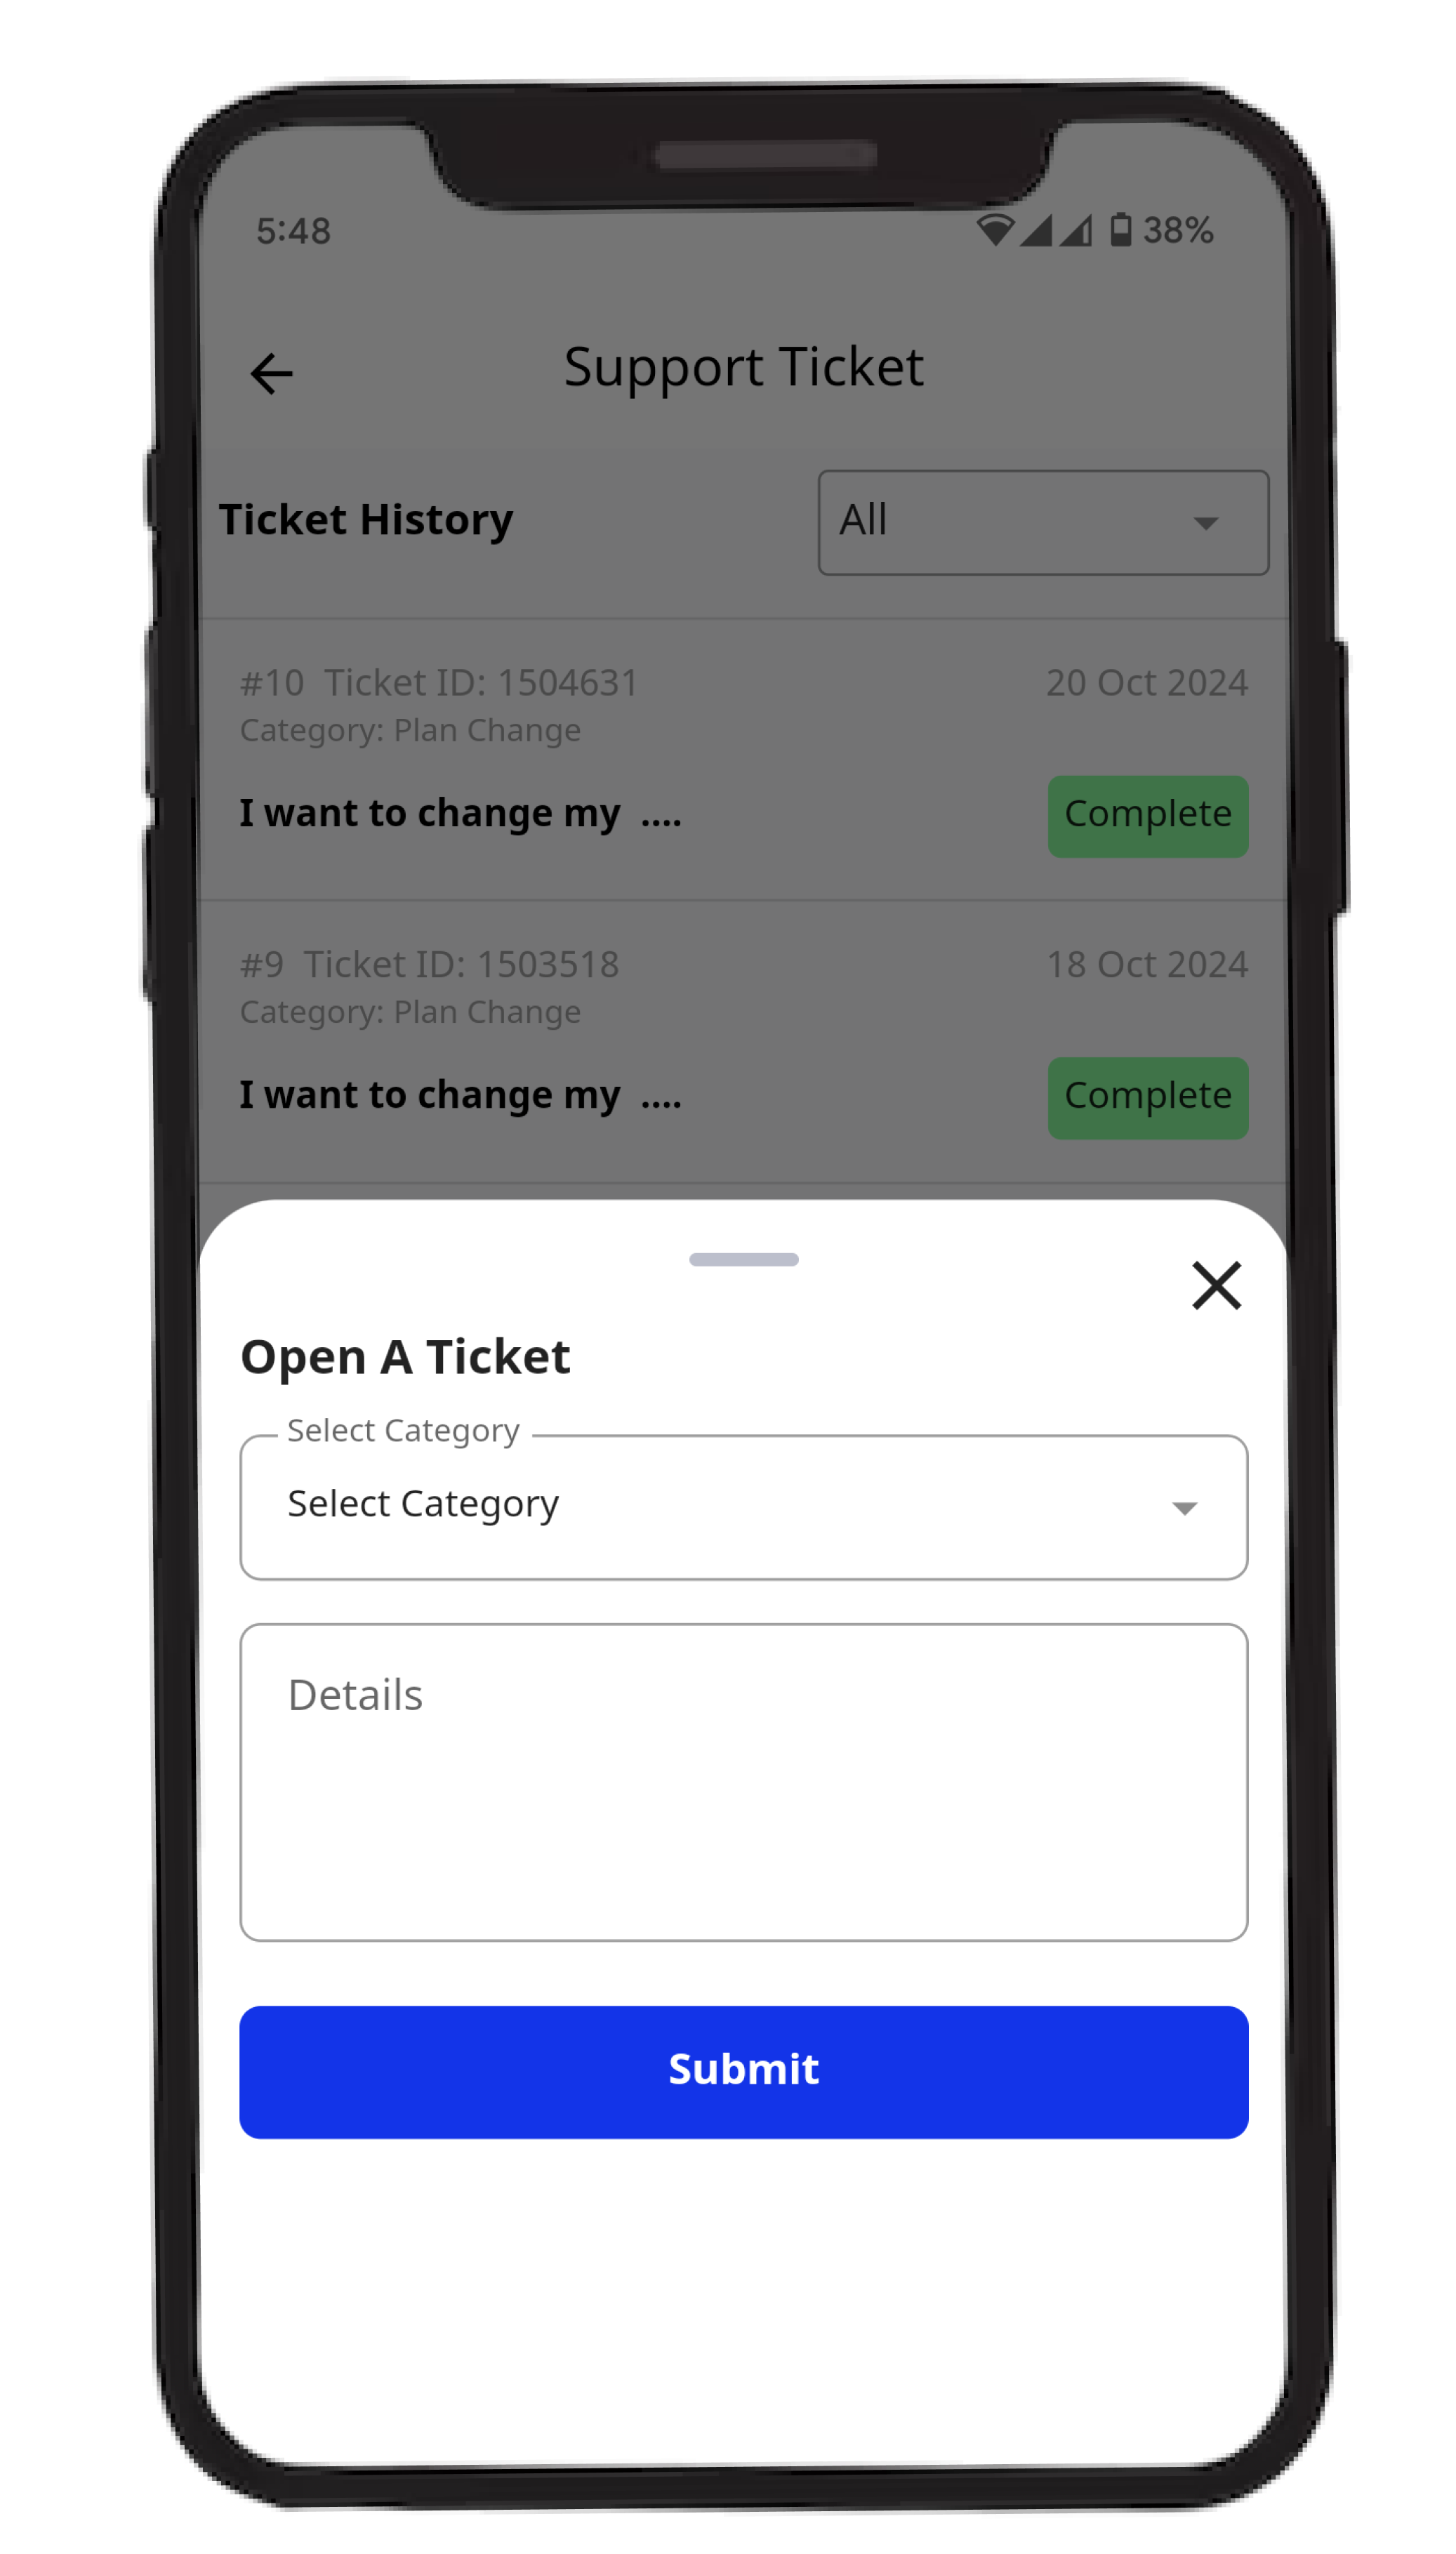 5:48 38%
Support Ticket
Ticket History All
#10 Ticket ID: 1504631 20 Oct 2024
Category: Plan Change
I want to change my .... Complete
#9 Ticket ID: 1503518 18 Oct 2024
Category: Plan Change
I want to change my .... Complete
Open A Ticket
Select Category
Select Category
Details
Submit